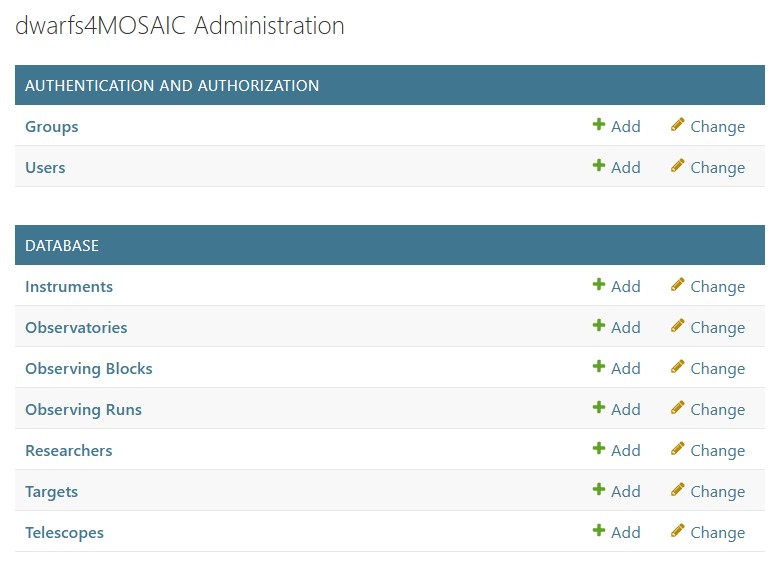 dwarfs4MOSAIC Administration
AUTHENTICATION AND AUTHORIZATION
Groups Add Change
Users Add Change
DATABASE
Instruments Add Change
Observatories Add Change
Observing Blocks Add Change
Observing Runs Add Change
Researchers Add Change
Targets Add Change
Telescopes Add Change